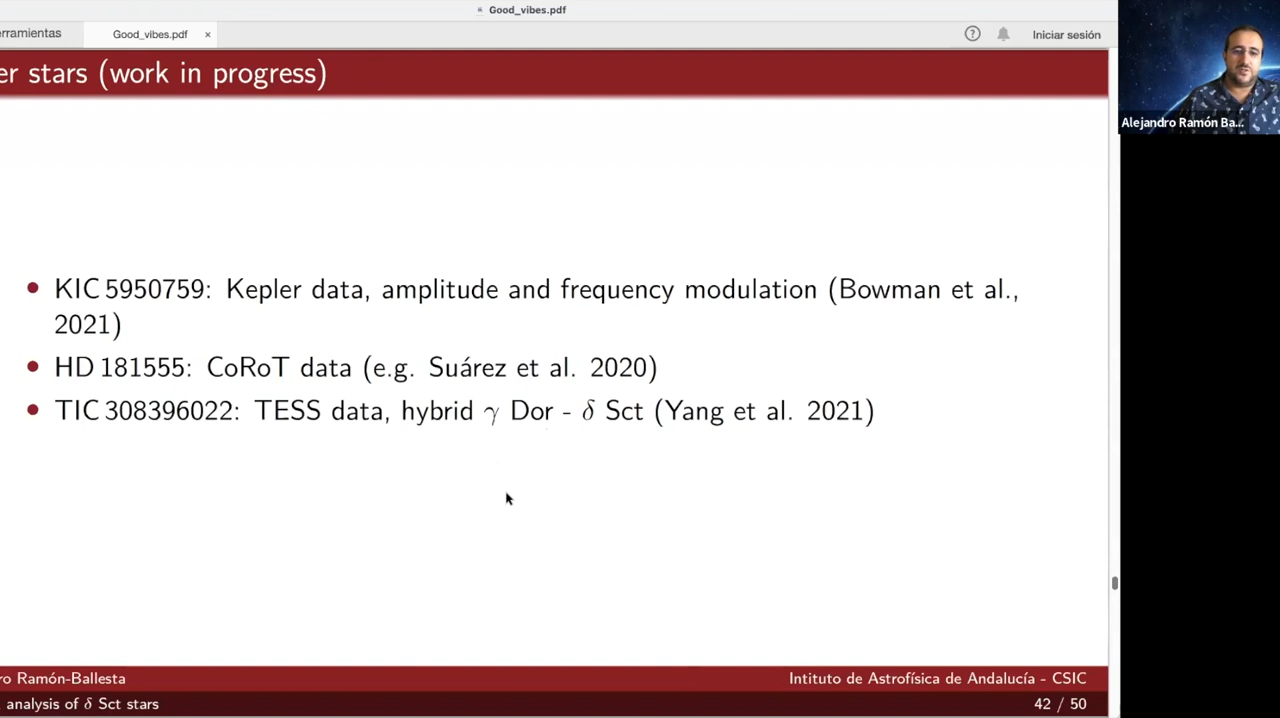 Good_vibes.pdf
erramientas
Good_vibes.pdf ×
? Iniciar sesión
er stars (work in progress)
Alejandro Ramón Ba...
• KIC 5950759: Kepler data, amplitude and frequency modulation (Bowman et al.,
2021)
• HD 181555: CoRoT data (e.g. Suárez et al. 2020)
• TIC 308396022: TESS data, hybrid γ Dor - δ Sct (Yang et al. 2021)
ro Ramón-Ballesta
Intituto de Astrofísica de Andalucía - CSIC
analysis of δ Sct stars
42 / 50